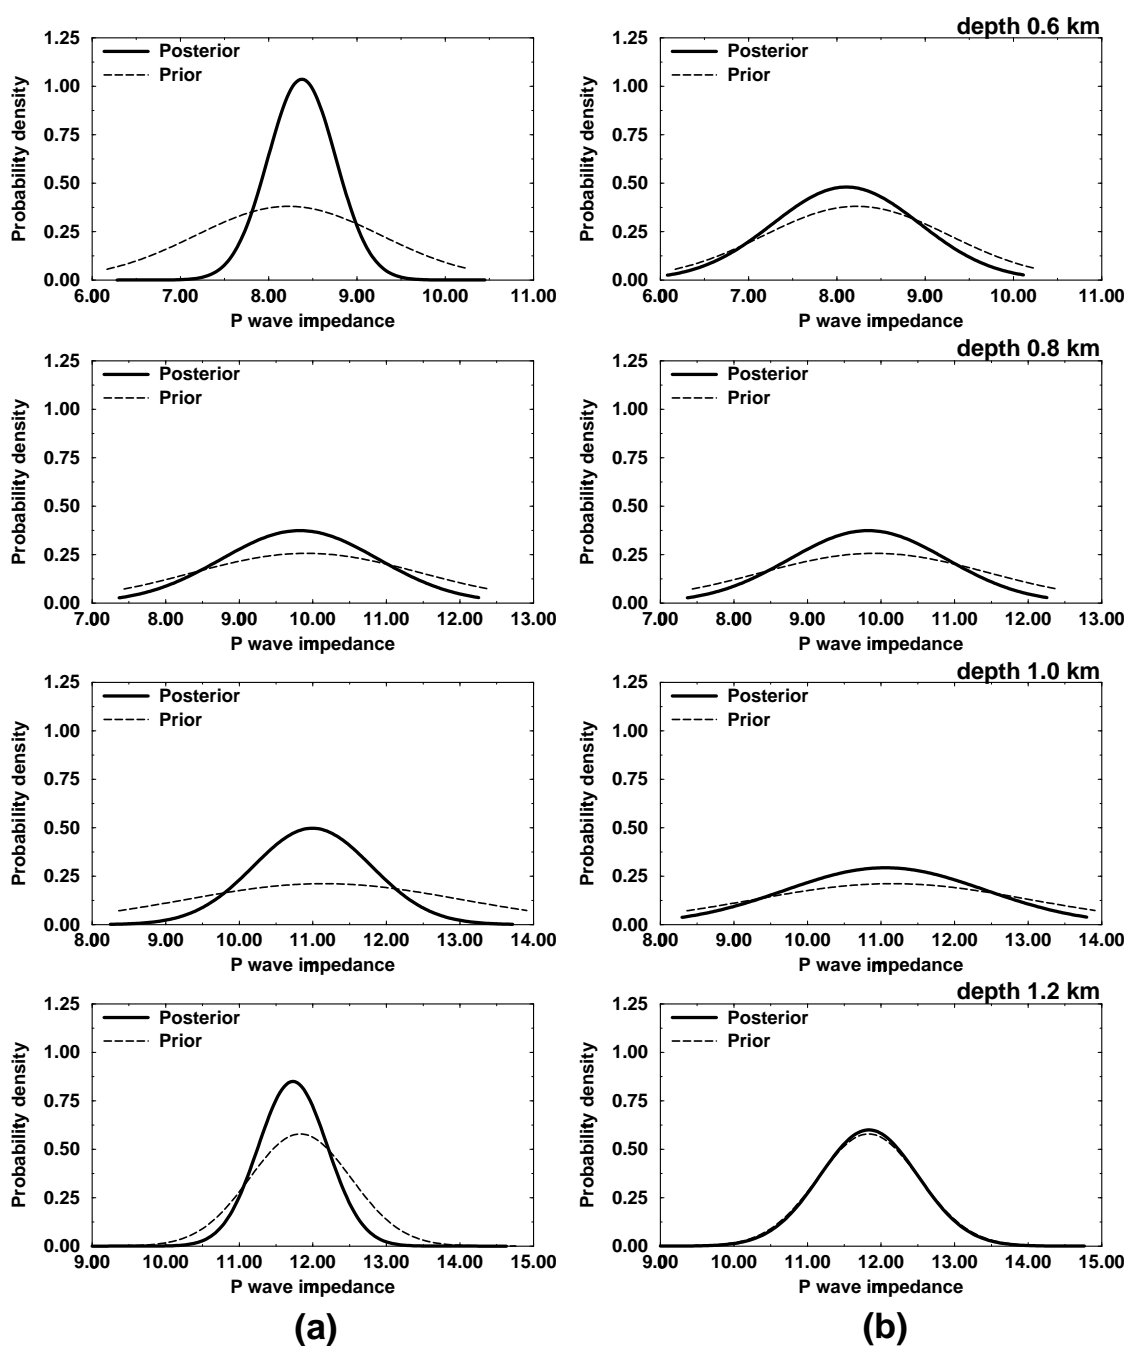 depth 0.6 km
1.25
1.00
0.75
0.50
0.25
0.00
Probability density
Posterior
Prior
6.00 7.00 8.00 9.00 10.00 11.00
P wave impedance
1.25
1.00
0.75
0.50
0.25
0.00
Probability density
Posterior
Prior
6.00 7.00 8.00 9.00 10.00 11.00
P wave impedance
depth 0.8 km
1.25
1.00
0.75
0.50
0.25
0.00
Probability density
Posterior
Prior
7.00 8.00 9.00 10.00 11.00 12.00 13.00
P wave impedance
1.25
1.00
0.75
0.50
0.25
0.00
Probability density
Posterior
Prior
7.00 8.00 9.00 10.00 11.00 12.00 13.00
P wave impedance
depth 1.0 km
1.25
1.00
0.75
0.50
0.25
0.00
Probability density
Posterior
Prior
8.00 9.00 10.00 11.00 12.00 13.00 14.00
P wave impedance
1.25
1.00
0.75
0.50
0.25
0.00
Probability density
Posterior
Prior
8.00 9.00 10.00 11.00 12.00 13.00 14.00
P wave impedance
depth 1.2 km
1.25
1.00
0.75
0.50
0.25
0.00
Probability density
Posterior
Prior
9.00 10.00 11.00 12.00 13.00 14.00 15.00
P wave impedance
1.25
1.00
0.75
0.50
0.25
0.00
Probability density
Posterior
Prior
9.00 10.00 11.00 12.00 13.00 14.00 15.00
P wave impedance
(a)
(b)